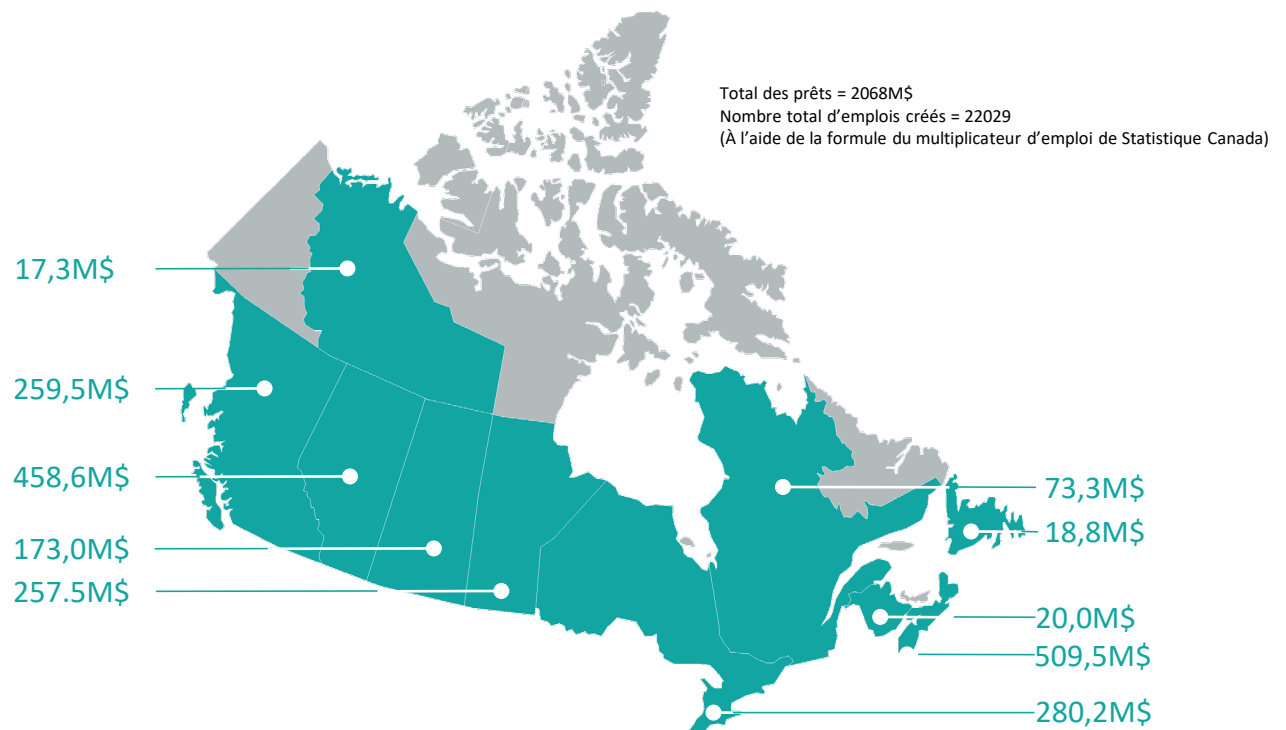 Total des prêts = 2068M$
Nombre total d’emplois créés = 22029
(À l’aide de la formule du multiplicateur d’emploi de Statistique Canada)
17,3M$
259,5M$
458,6M$
173,0M$
257.5M$
73,3M$
18,8M$
20,0M$
509,5M$
280,2M$